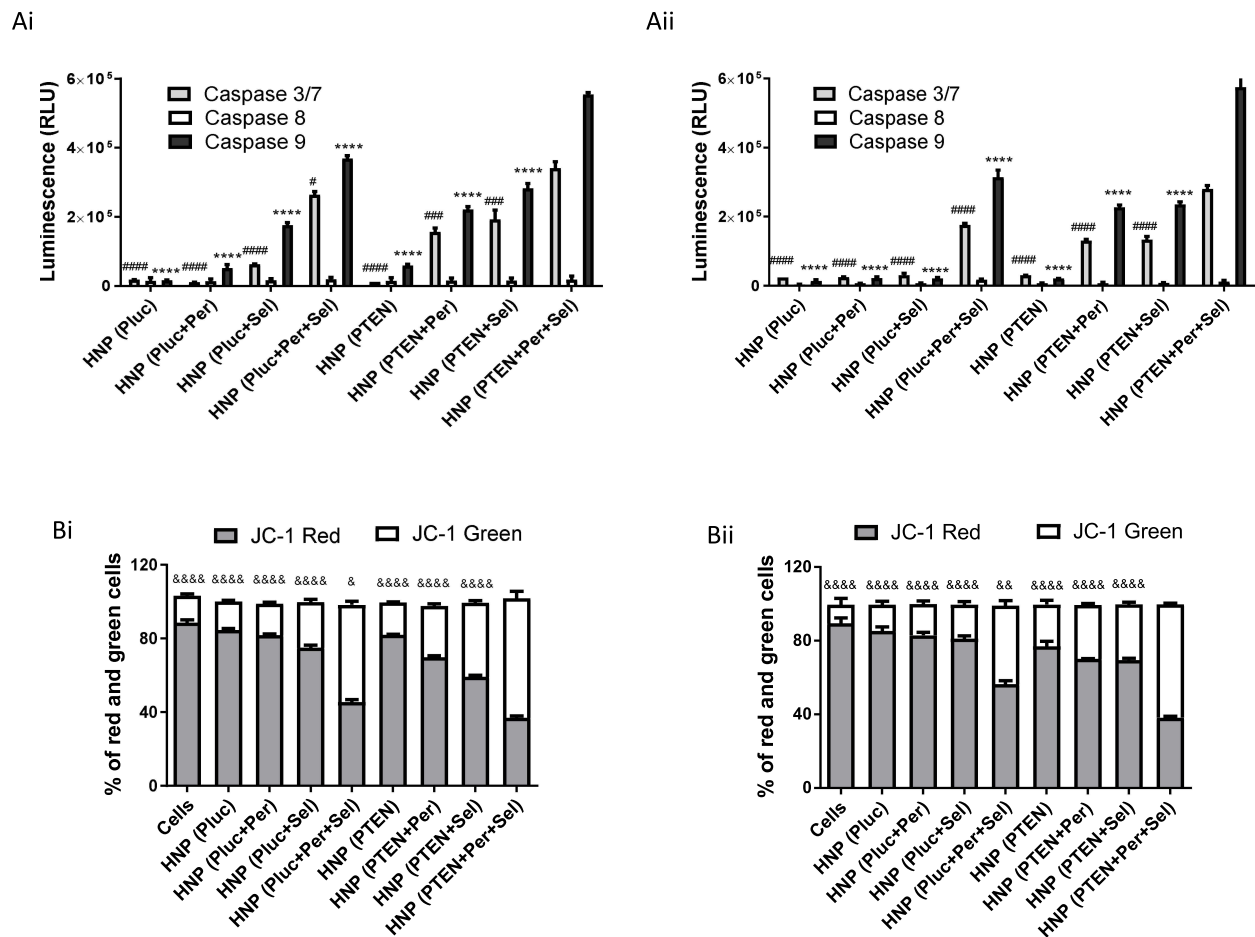 Ai
Luminescence (RLU)
6×10⁵
4×10⁵
2×10⁵
0
Caspase 3/7
Caspase 8
Caspase 9
#### **** #### **** #### **** # **** #### **** ### **** ### ****
HNP (Pluc)
HNP (Pluc+Per)
HNP (Pluc+Sel)
HNP (Pluc+Per+Sel)
HNP (PTEN)
HNP (PTEN+Per)
HNP (PTEN+Sel)
HNP (PTEN+Per+Sel)
Aii
Luminescence (RLU)
6×10⁵
4×10⁵
2×10⁵
0
Caspase 3/7
Caspase 8
Caspase 9
#### **** #### **** #### **** #### **** #### **** #### **** #### ****
HNP (Pluc)
HNP (Pluc+Per)
HNP (Pluc+Sel)
HNP (Pluc+Per+Sel)
HNP (PTEN)
HNP (PTEN+Per)
HNP (PTEN+Sel)
HNP (PTEN+Per+Sel)
Bi
JC-1 Red
JC-1 Green
% of red and green cells
120
80
40
0
&&&& &&&& &&&& &&&& & &&&& &&&& &&&&
Cells
HNP (Pluc)
HNP (Pluc+Per)
HNP (Pluc+Sel)
HNP (Pluc+Per+Sel)
HNP (PTEN)
HNP (PTEN+Per)
HNP (PTEN+Sel)
HNP (PTEN+Per+Sel)
Bii
JC-1 Red
JC-1 Green
% of red and green cells
120
80
40
0
&&&& &&&& &&&& &&&& && &&&& &&&& &&&&
Cells
HNP (Pluc)
HNP (Pluc+Per)
HNP (Pluc+Sel)
HNP (Pluc+Per+Sel)
HNP (PTEN)
HNP (PTEN+Per)
HNP (PTEN+Sel)
HNP (PTEN+Per+Sel)